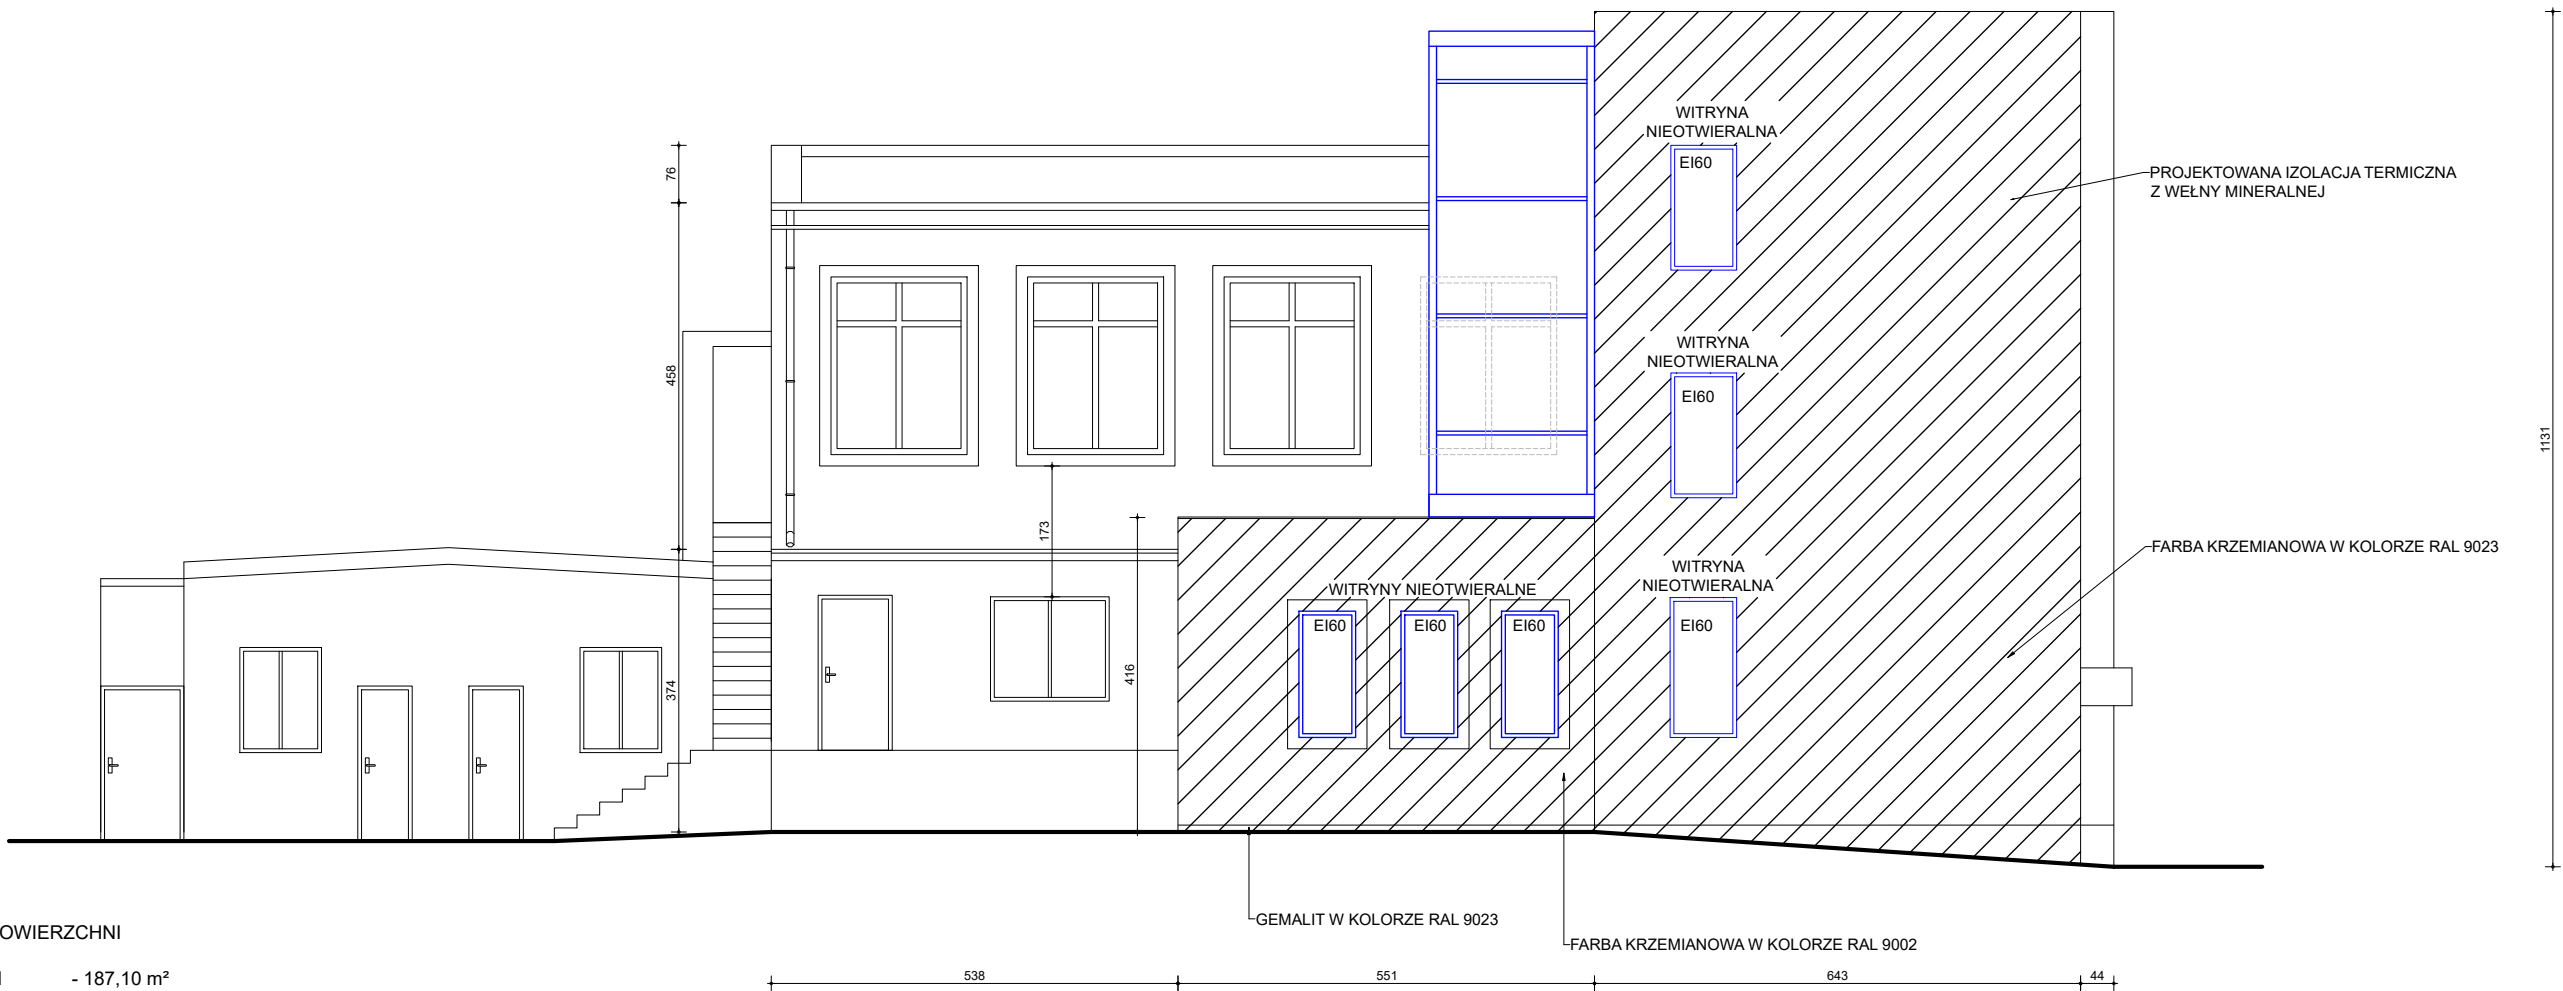 WITRYNA
NIEOTWIERALNA
EI60
PROJEKTOWANA IZOLACJA TERMICZNA
Z WEŁNY MINERALNEJ
76
458
WITRYNA
NIEOTWIERALNA
EI60
1131
173
416
374
FARBA KRZEMIANOWA W KOLORZE RAL 9023
WITRYNA
NIEOTWIERALNA
EI60
WITRYNY NIEOTWIERALNE
EI60
EI60
EI60
GEMALIT W KOLORZE RAL 9023
FARBA KRZEMIANOWA W KOLORZE RAL 9002
OWIERZCHNI
- 187,10 m²
538
551
643
44